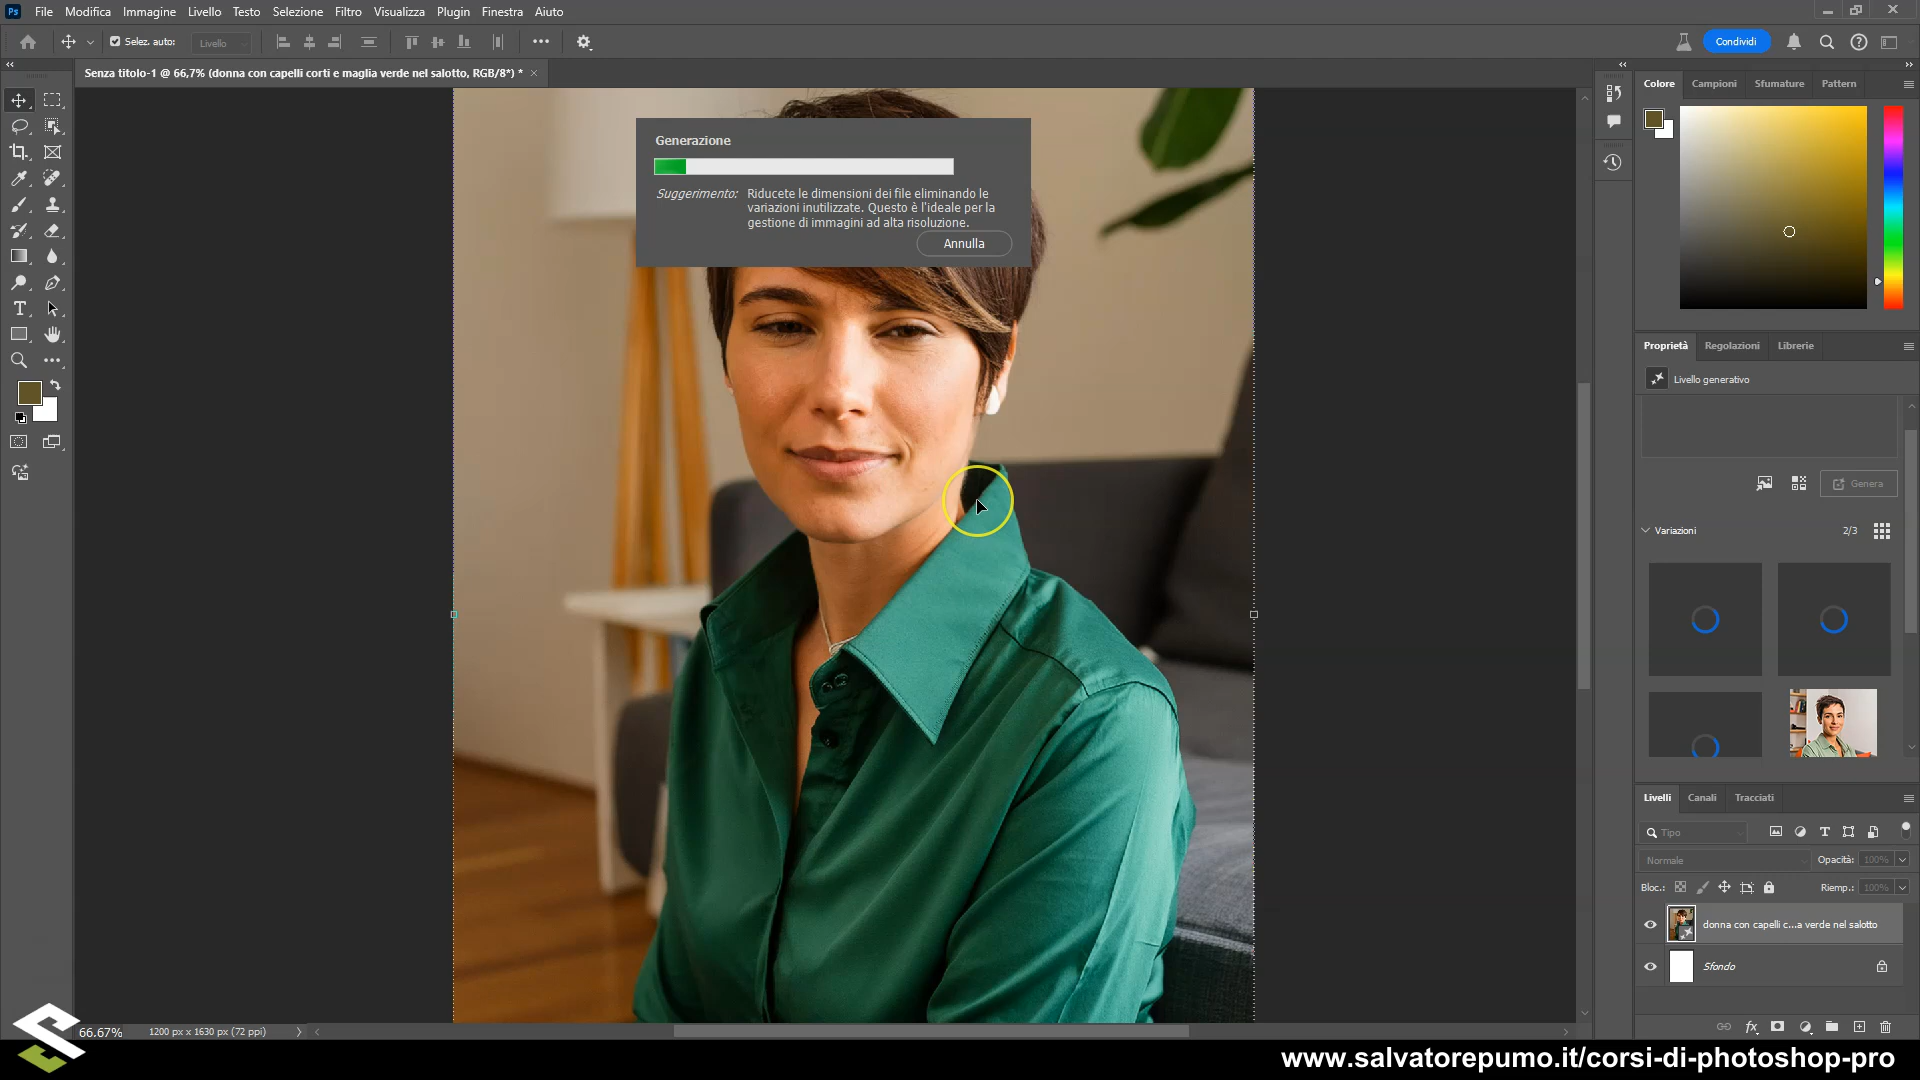 Ps File Modifica Immagine Livello Testo Selezione Filtro Visualizza Plugin Finestra Aiuto
Selez. auto: Livello
Condividi
Senza titolo-1 @ 66,7% (donna con capelli corti e maglia verde nel salotto, RGB/8*) *
Colore Campioni Sfumature Pattern
Generazione
Suggerimento: Riducete le dimensioni dei file eliminando le
variazioni inutilizzate. Questo è l'ideale per la
gestione di immagini ad alta risoluzione.
Annulla
Proprietà Regolazioni Librerie
Livello generativo
Genera
Variazioni 2/3
Livelli Canali Tracciati
Tipo
Normale Opacità: 100%
Bloc.: Riemp.: 100%
donna con capelli c...a verde nel salotto
Sfondo
66.67% 1200 px x 1630 px (72 ppi)
www.salvatorepumo.it/corsi-di-photoshop-pro